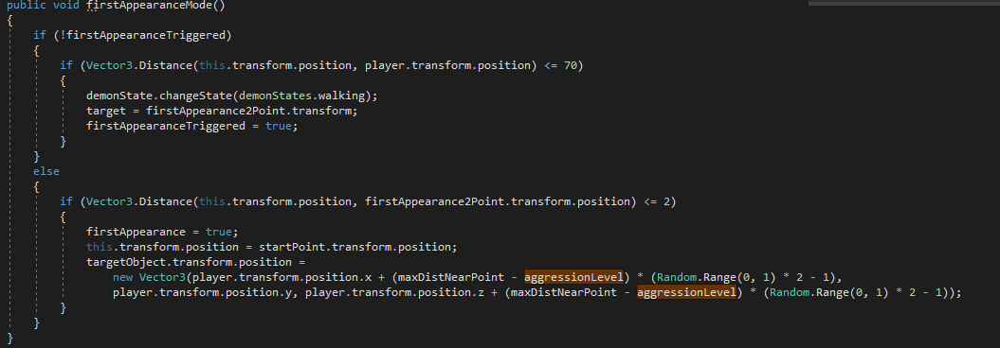 public void firstAppearanceMode()
{
if (!firstAppearanceTriggered)
{
if (Vector3.Distance(this.transform.position, player.transform.position) <= 70)
{
demonState.changeState(demonStates.walking);
target = firstAppearance2Point.transform;
firstAppearanceTriggered = true;
}
}
else
{
if (Vector3.Distance(this.transform.position, firstAppearance2Point.transform.position) <= 2)
{
firstAppearance = true;
this.transform.position = startPoint.transform.position;
targetObject.transform.position =
new Vector3(player.transform.position.x + (maxDistNearPoint - aggressionLevel) * (Random.Range(0, 1) * 2 - 1),
player.transform.position.y, player.transform.position.z + (maxDistNearPoint - aggressionLevel) * (Random.Range(0, 1) * 2 - 1));
}
}
}